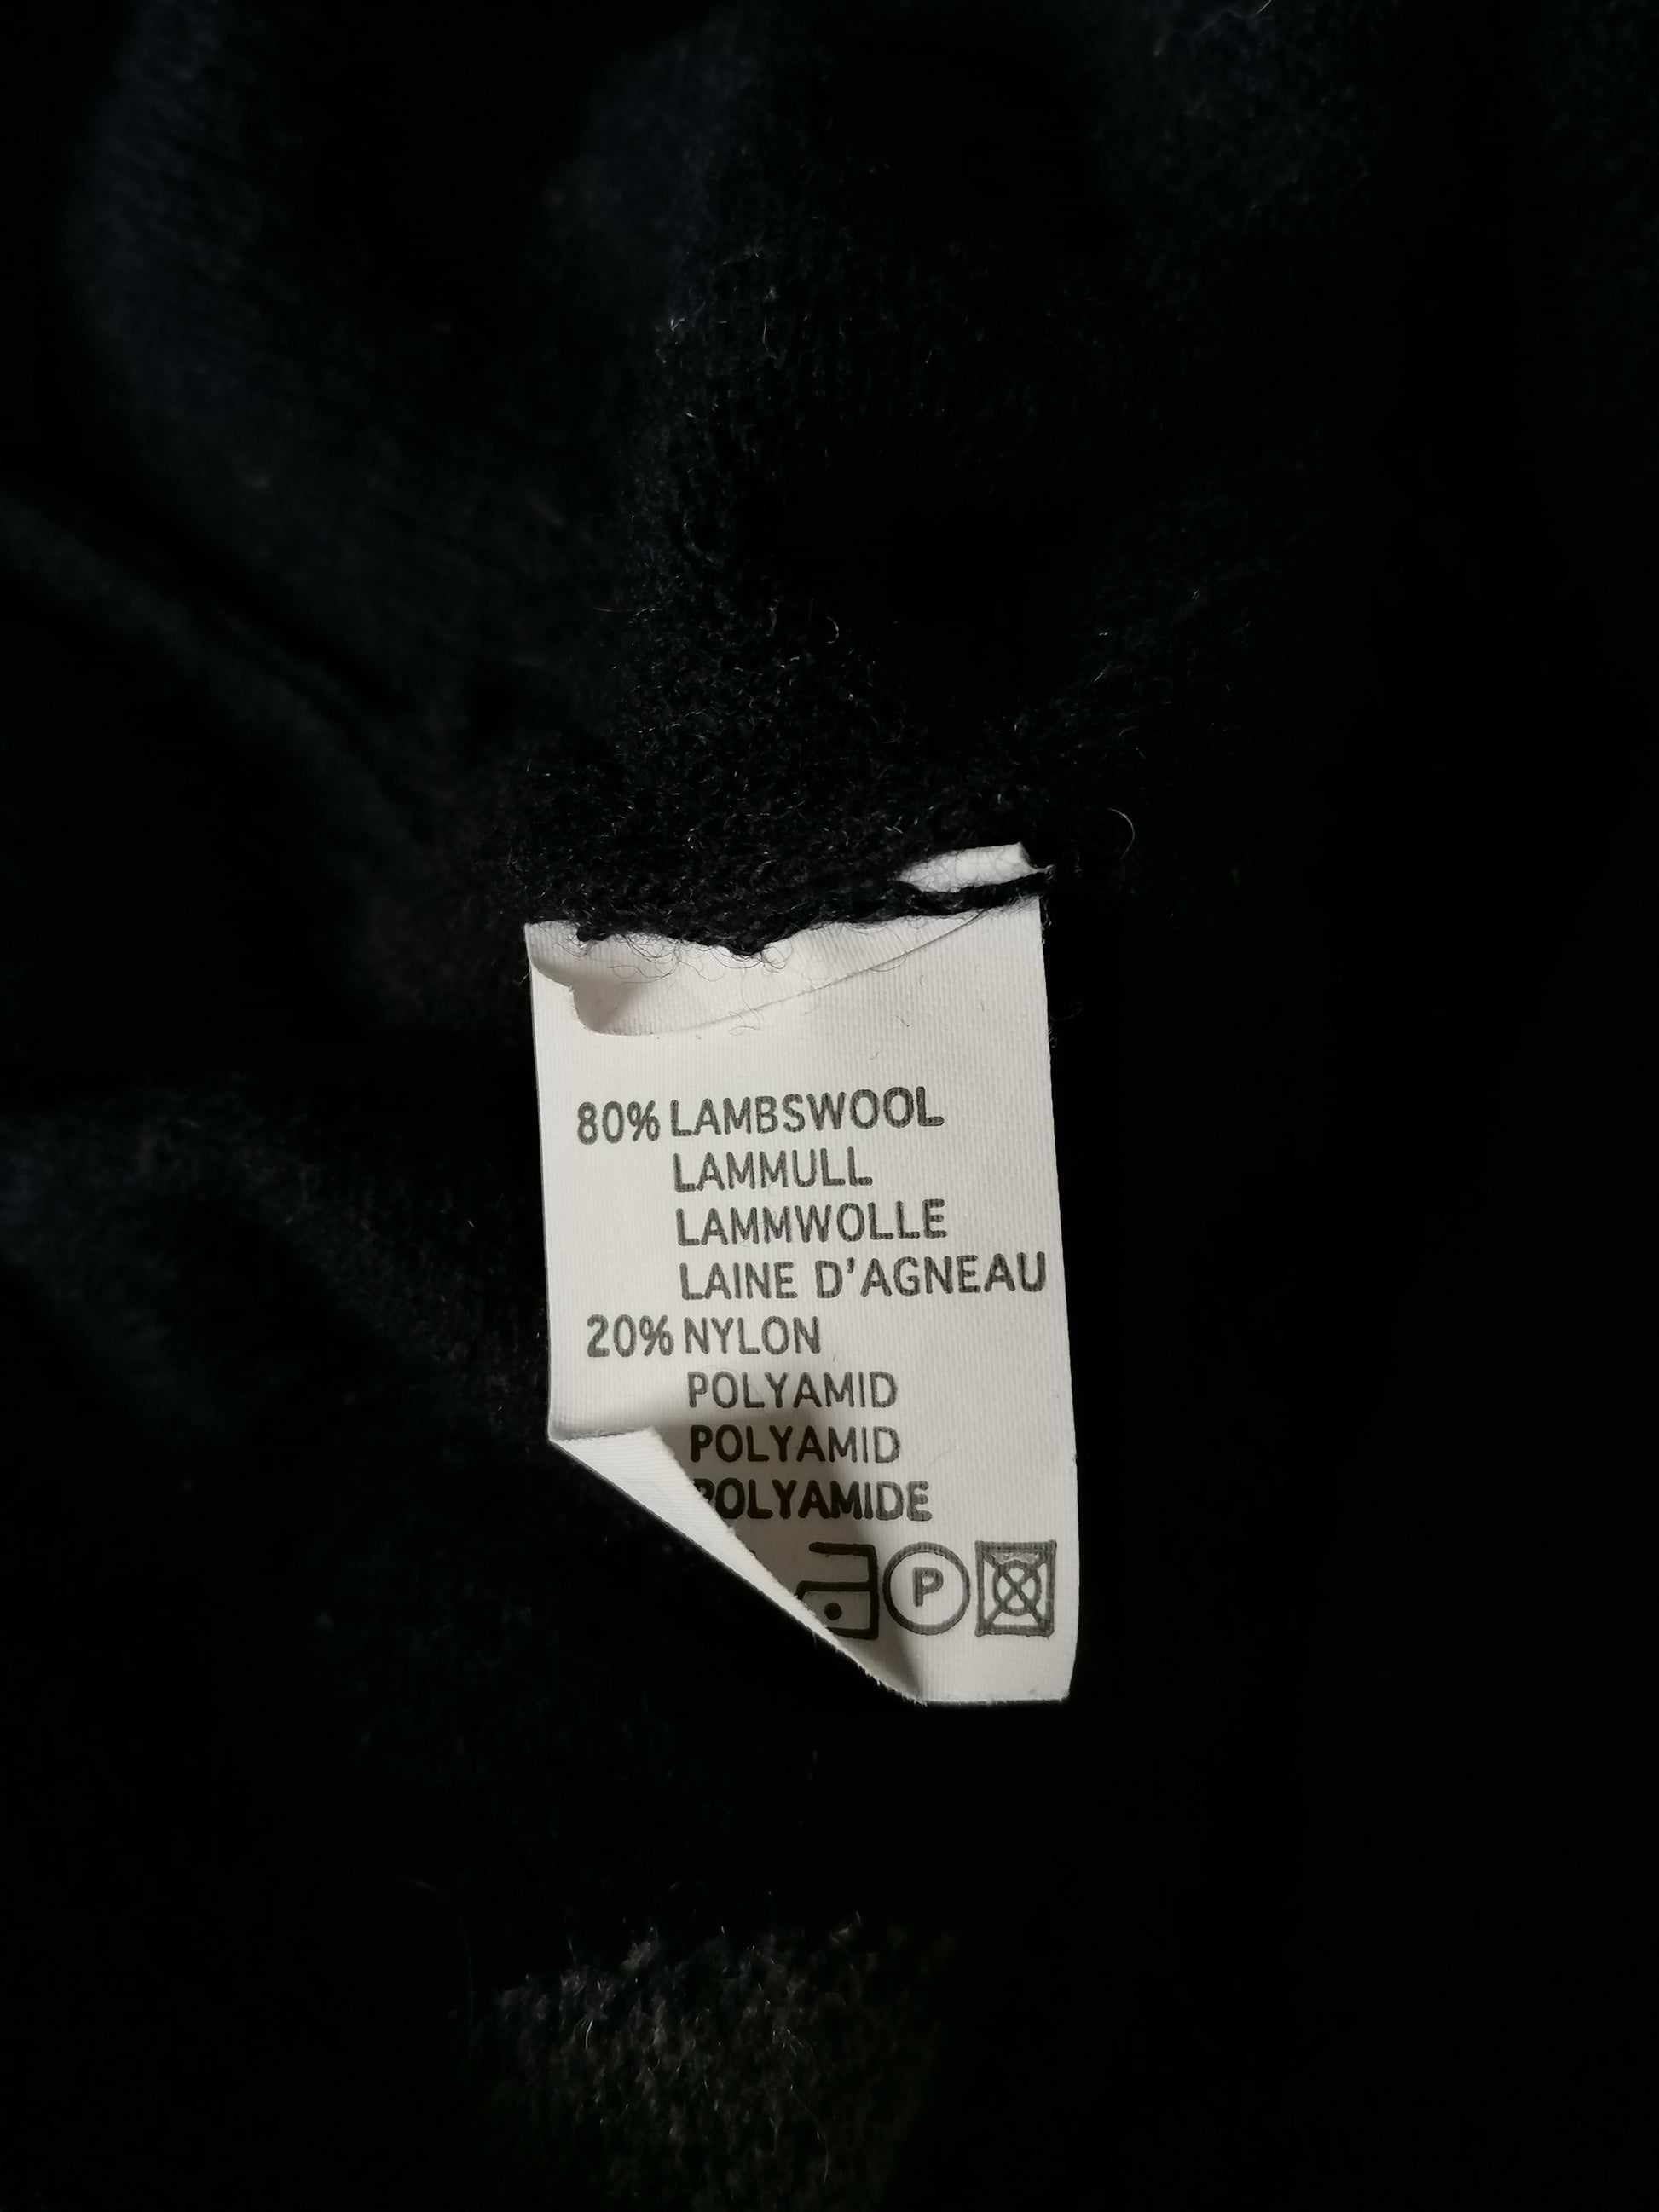 80% LAMBSWOOL
LAMMULL
LAMMWOLLE
LAINE D'AGNEAU
20% NYLON
POLYAMID
POLYAMID
POLYAMIDE
P